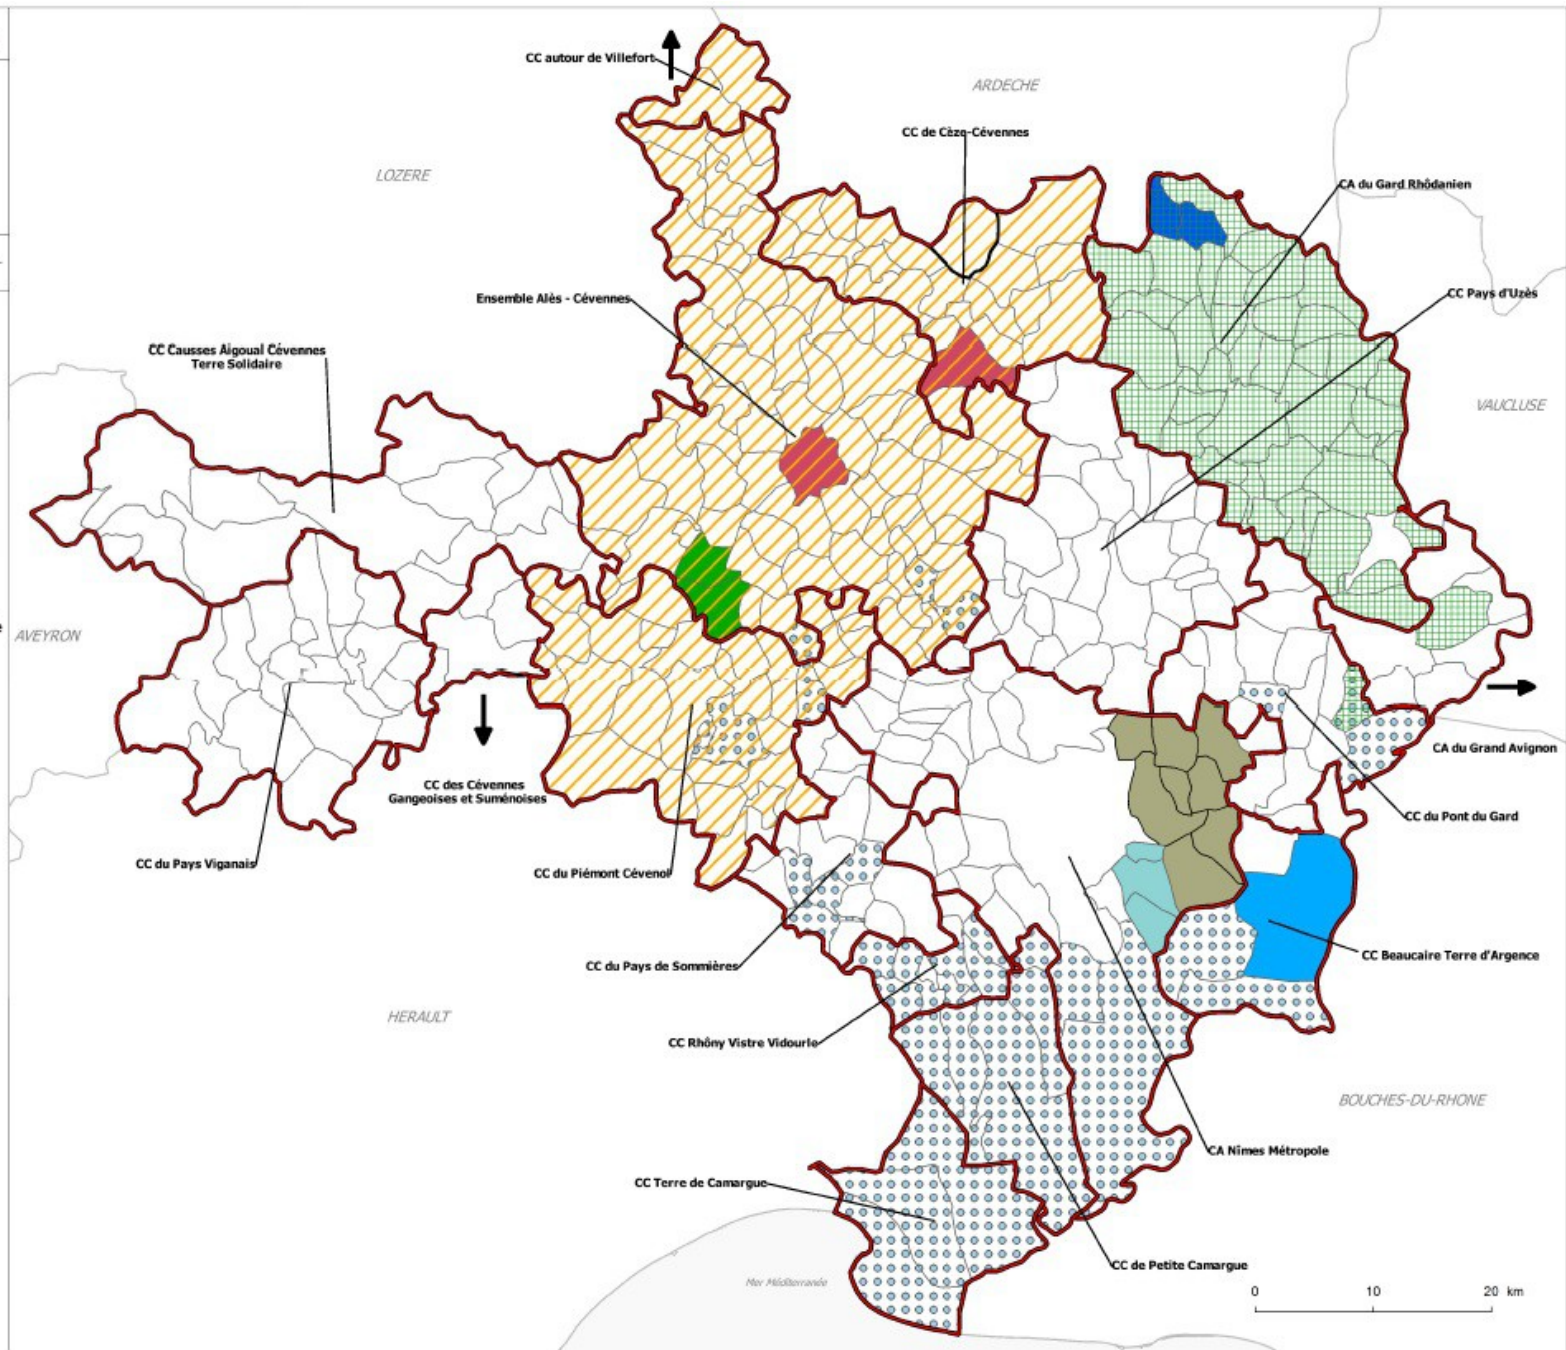 CC autour de Villefort
ARDECHE
CC de Cèze-Cévennes
LOZERE
CA du Gard Rhôdanien
CC Pays d'Uzès
Ensemble Alès - Cévennes
CC Causses Aigoual Cévennes
Terre Solidaire
VAUCLUSE
AVEYRON
CA du Grand Avignon
CC des Cévennes
Gangeoises et Suménoises
CC du Pont du Gard
CC du Pays Viganais
CC du Piémont Cévenol
CC Beaucaire Terre d'Argence
CC du Pays de Sommières
HERAULT
CC Rhôny Vistre Vidourle
BOUCHES-DU-RHONE
CA Nîmes Métropole
CC Terre de Camargue
CC de Petite Camargue
Mer Méditerranée
0 10 20 km